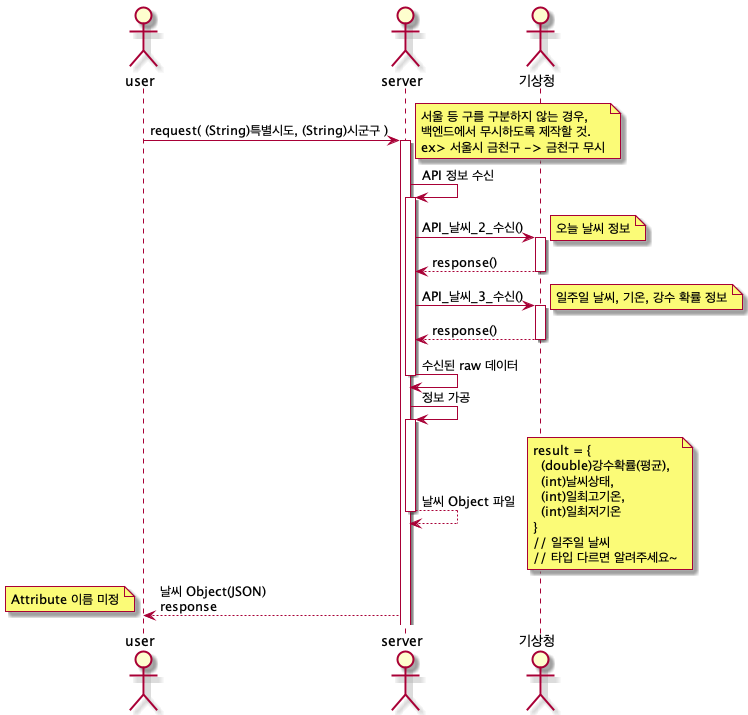 user
server
기상청
서울 등 구를 구분하지 않는 경우,
백엔드에서 무시하도록 제작할 것.
ex> 서울시 금천구 -> 금천구 무시
request( (String)특별시도, (String)시군구 )
API 정보 수신
API_날씨_2_수신()
오늘 날씨 정보
response()
API_날씨_3_수신()
일주일 날씨, 기온, 강수 확률 정보
response()
수신된 raw 데이터
정보 가공
result = {
(double)강수확률(평균),
(int)날씨상태,
(int)일최고기온,
(int)일최저기온
}
// 일주일 날씨
// 타입 다르면 알려주세요~
날씨 Object 파일
날씨 Object(JSON)
response
Attribute 이름 미정
user
server
기상청